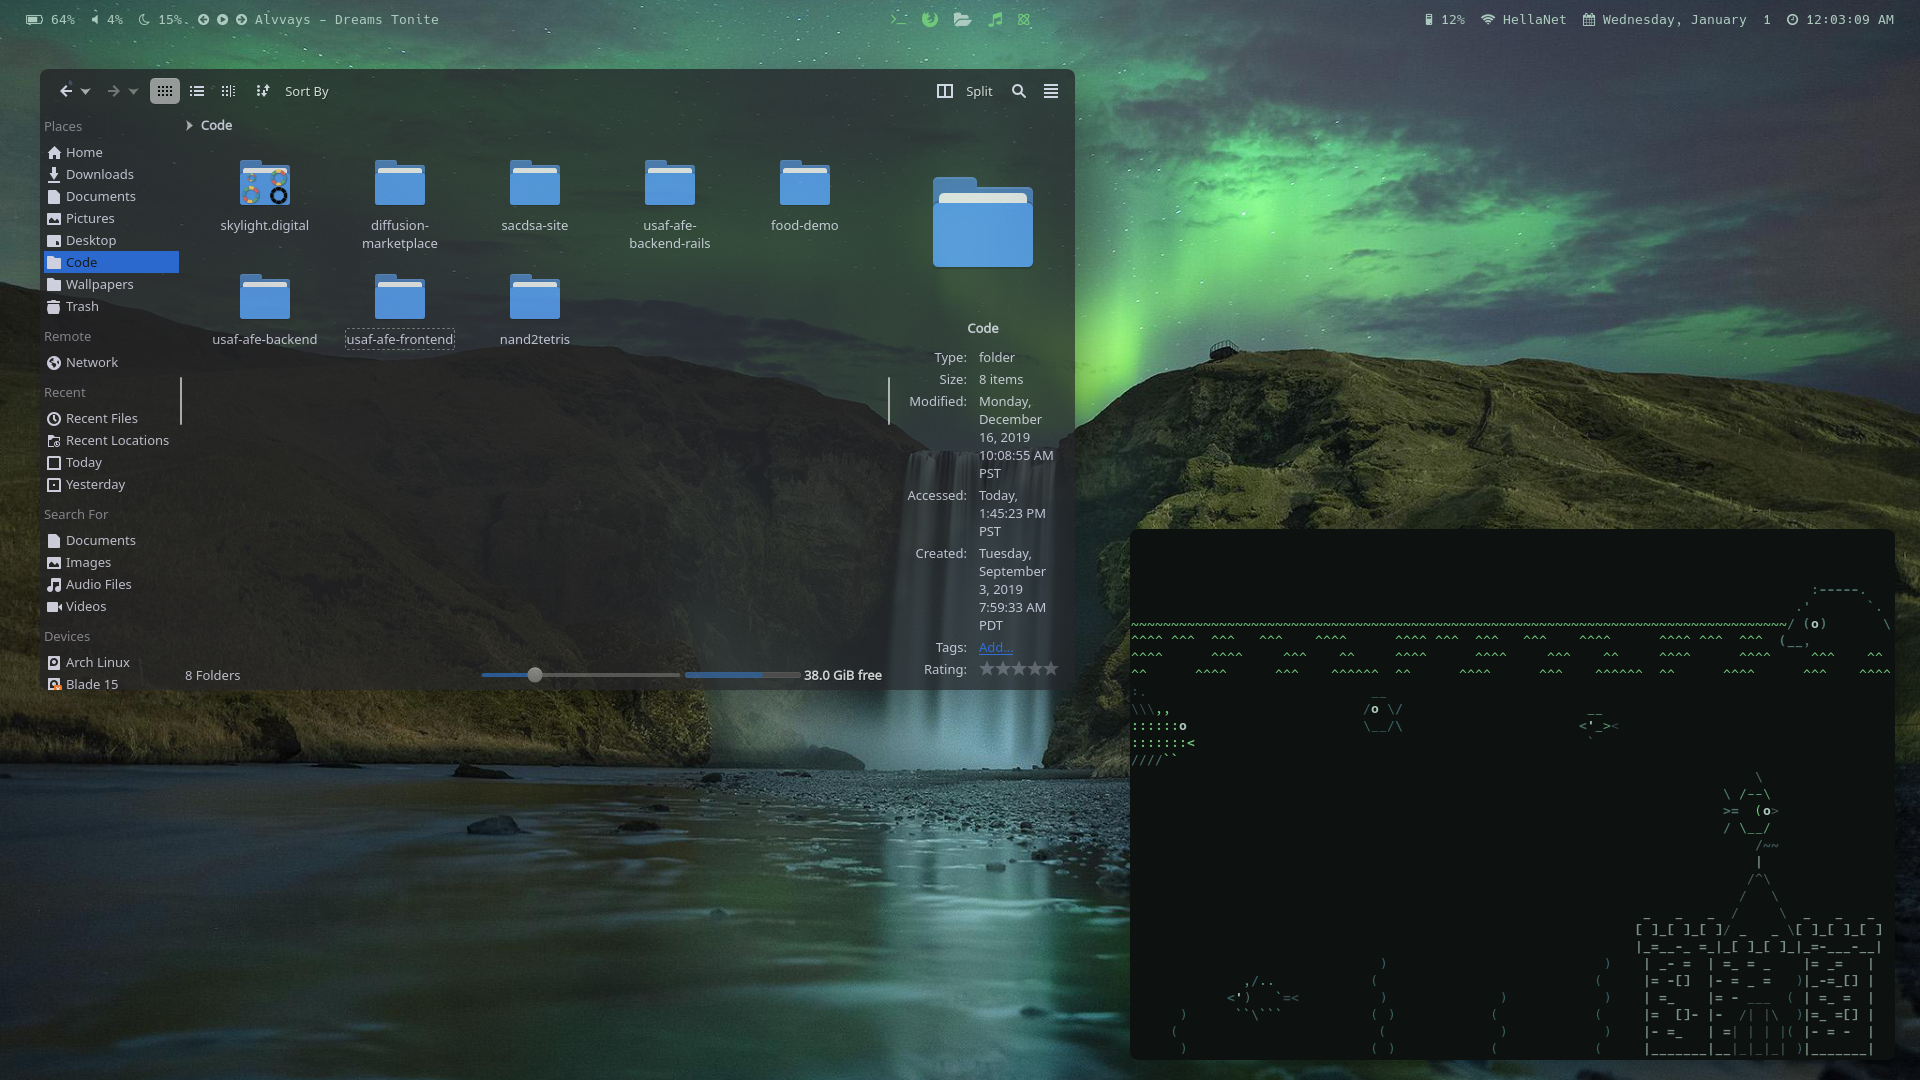 64% 4% 15% Alvvays - Dreams Tonite
12% HellaNet Wednesday, January 1 12:03:09 AM
Sort By
Split
Places
Home
Downloads
Documents
Pictures
Desktop
Code
Wallpapers
Trash
Remote
Network
Recent
Recent Files
Recent Locations
Today
Yesterday
Search For
Documents
Images
Audio Files
Videos
Devices
Arch Linux
Blade 15
Code
skylight.digital
diffusion-
marketplace
sacdsa-site
usaf-afe-
backend-rails
food-demo
usaf-afe-backend
usaf-afe-frontend
nand2tetris
8 Folders
38.0 GiB free
Code
Type: folder
Size: 8 items
Modified: Monday,
December
16, 2019
10:08:55 AM
PST
Accessed: Today,
1:45:23 PM
PST
Created: Tuesday,
September
3, 2019
7:59:33 AM
PDT
Tags: Add...
Rating: